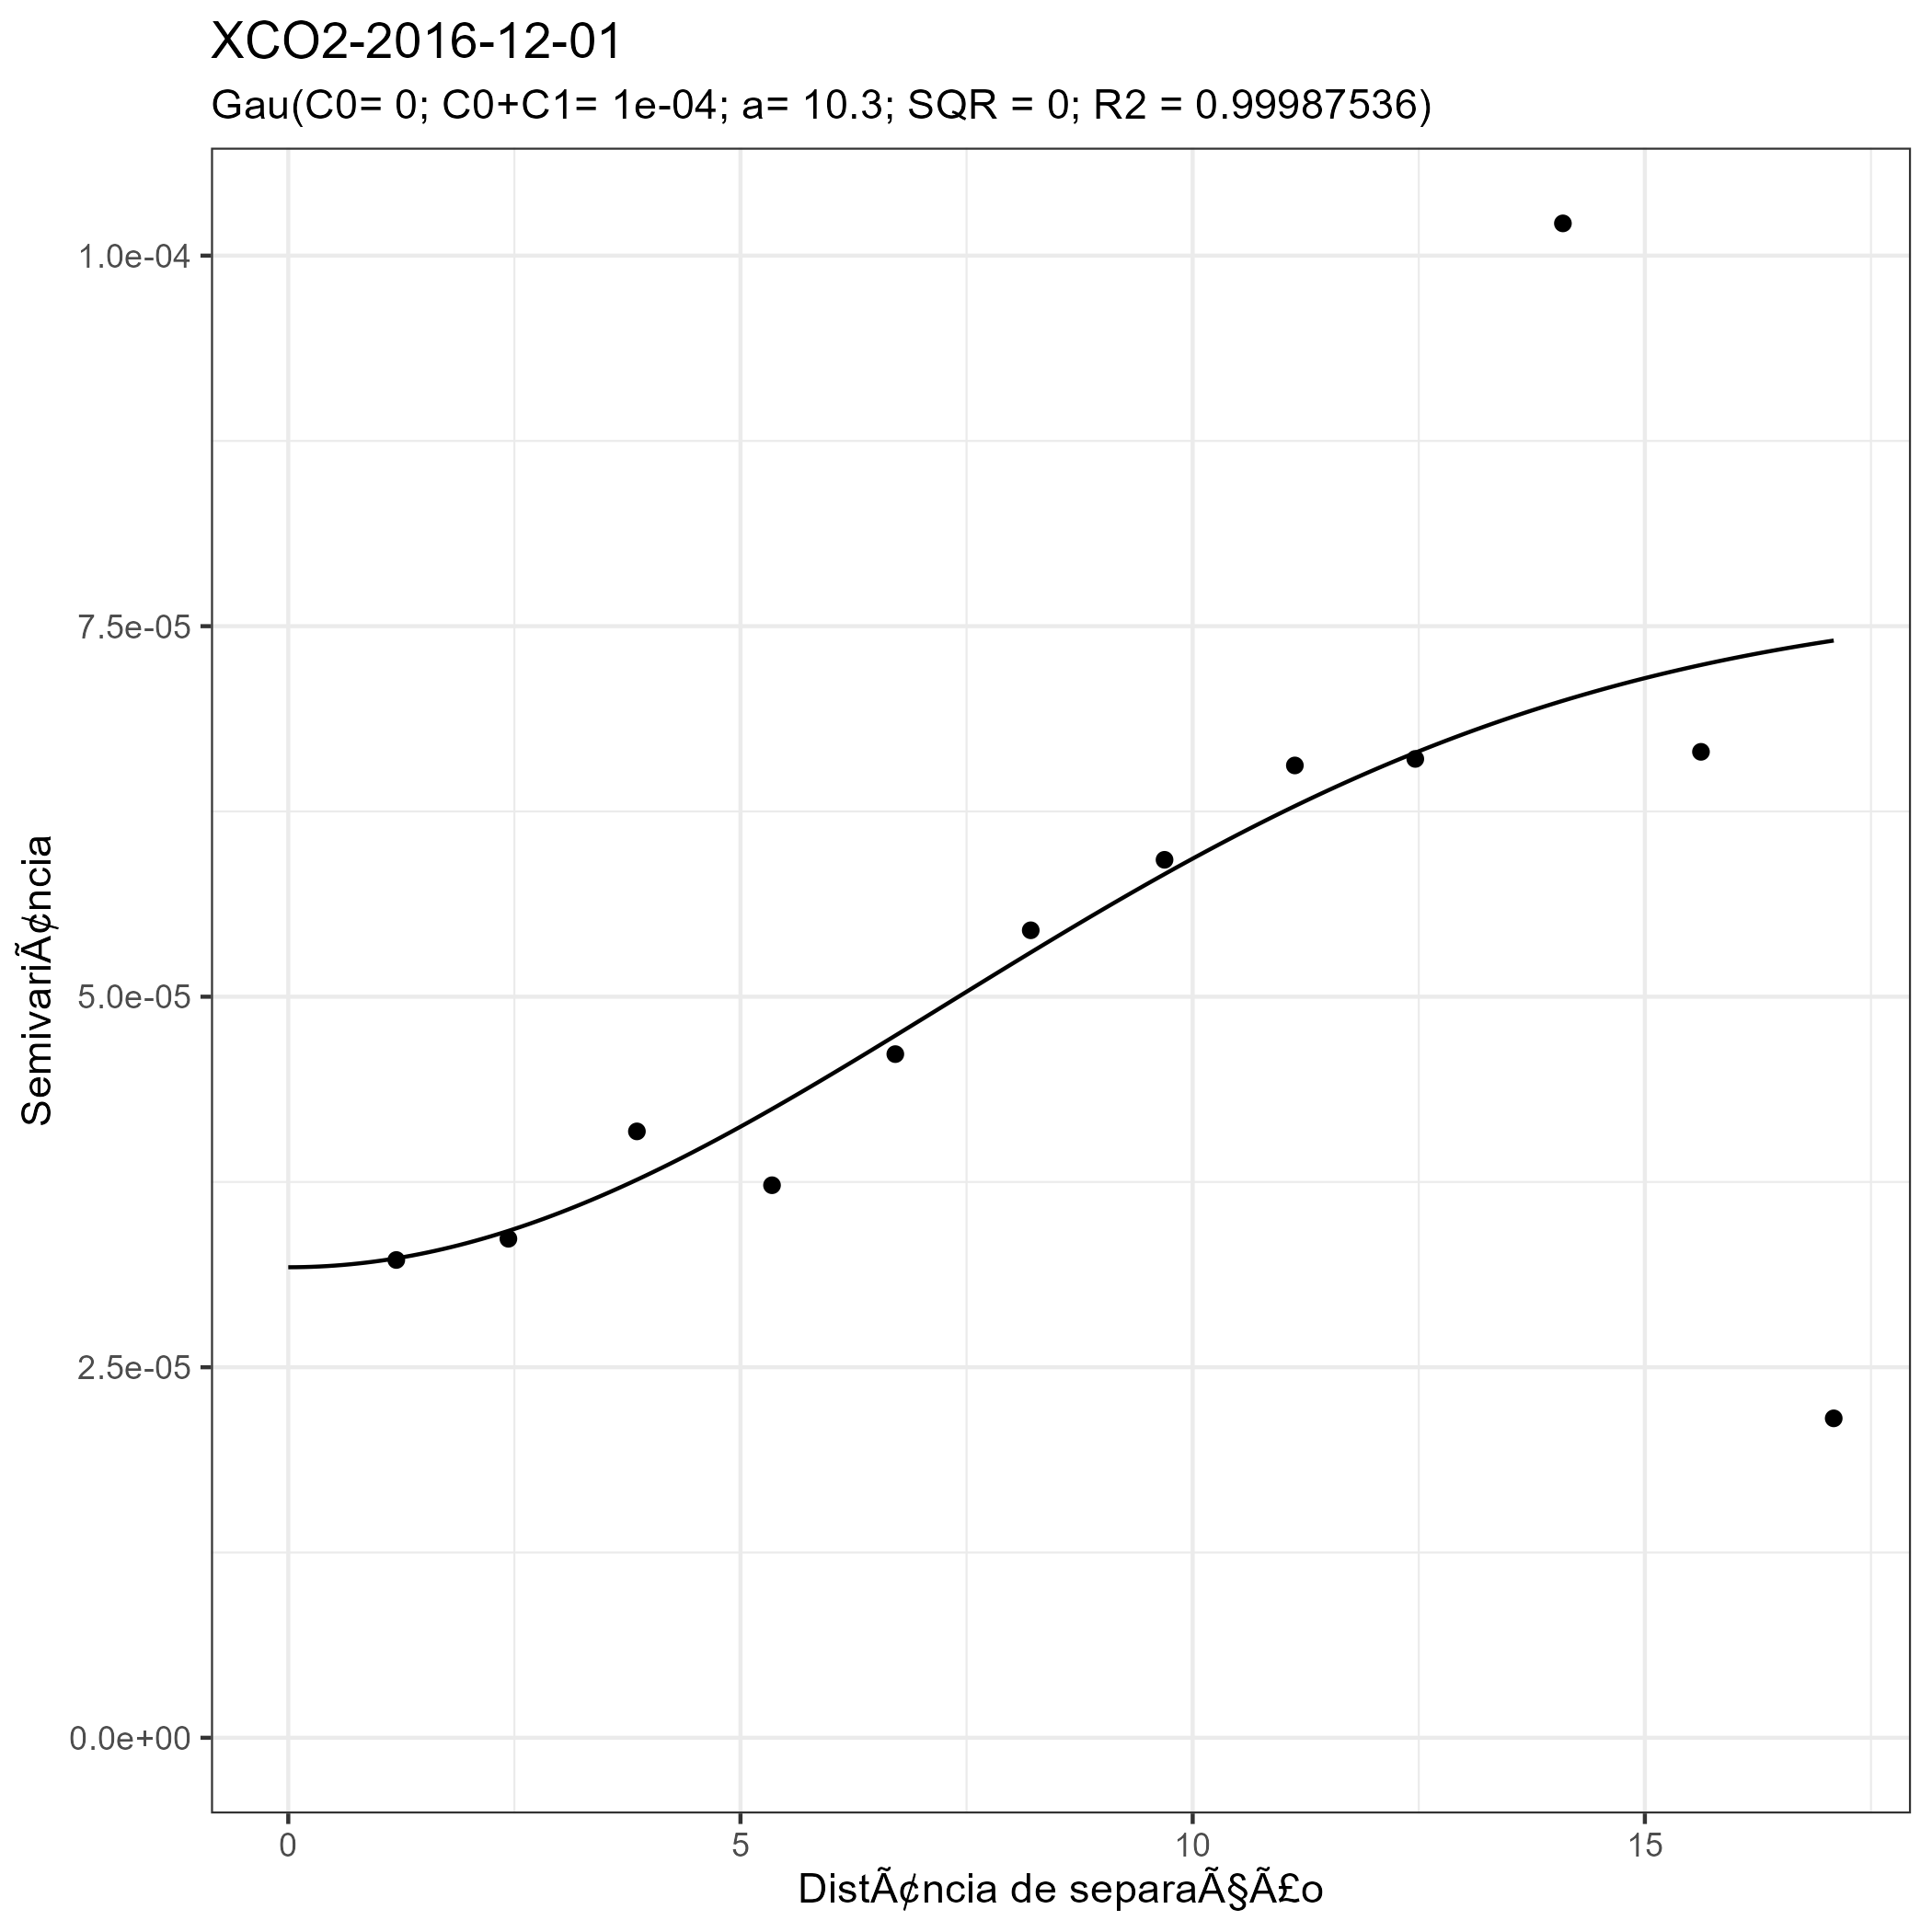 XCO2-2016-12-01
Gau(C0= 0; C0+C1= 1e-04; a= 10.3; SQR = 0; R2 = 0.99987536)
1.0e-04
7.5e-05
5.0e-05
2.5e-05
0.0e+00
SemivariÃ¢ncia
0 5 10 15
DistÃ¢ncia de separaÃ§Ã£o